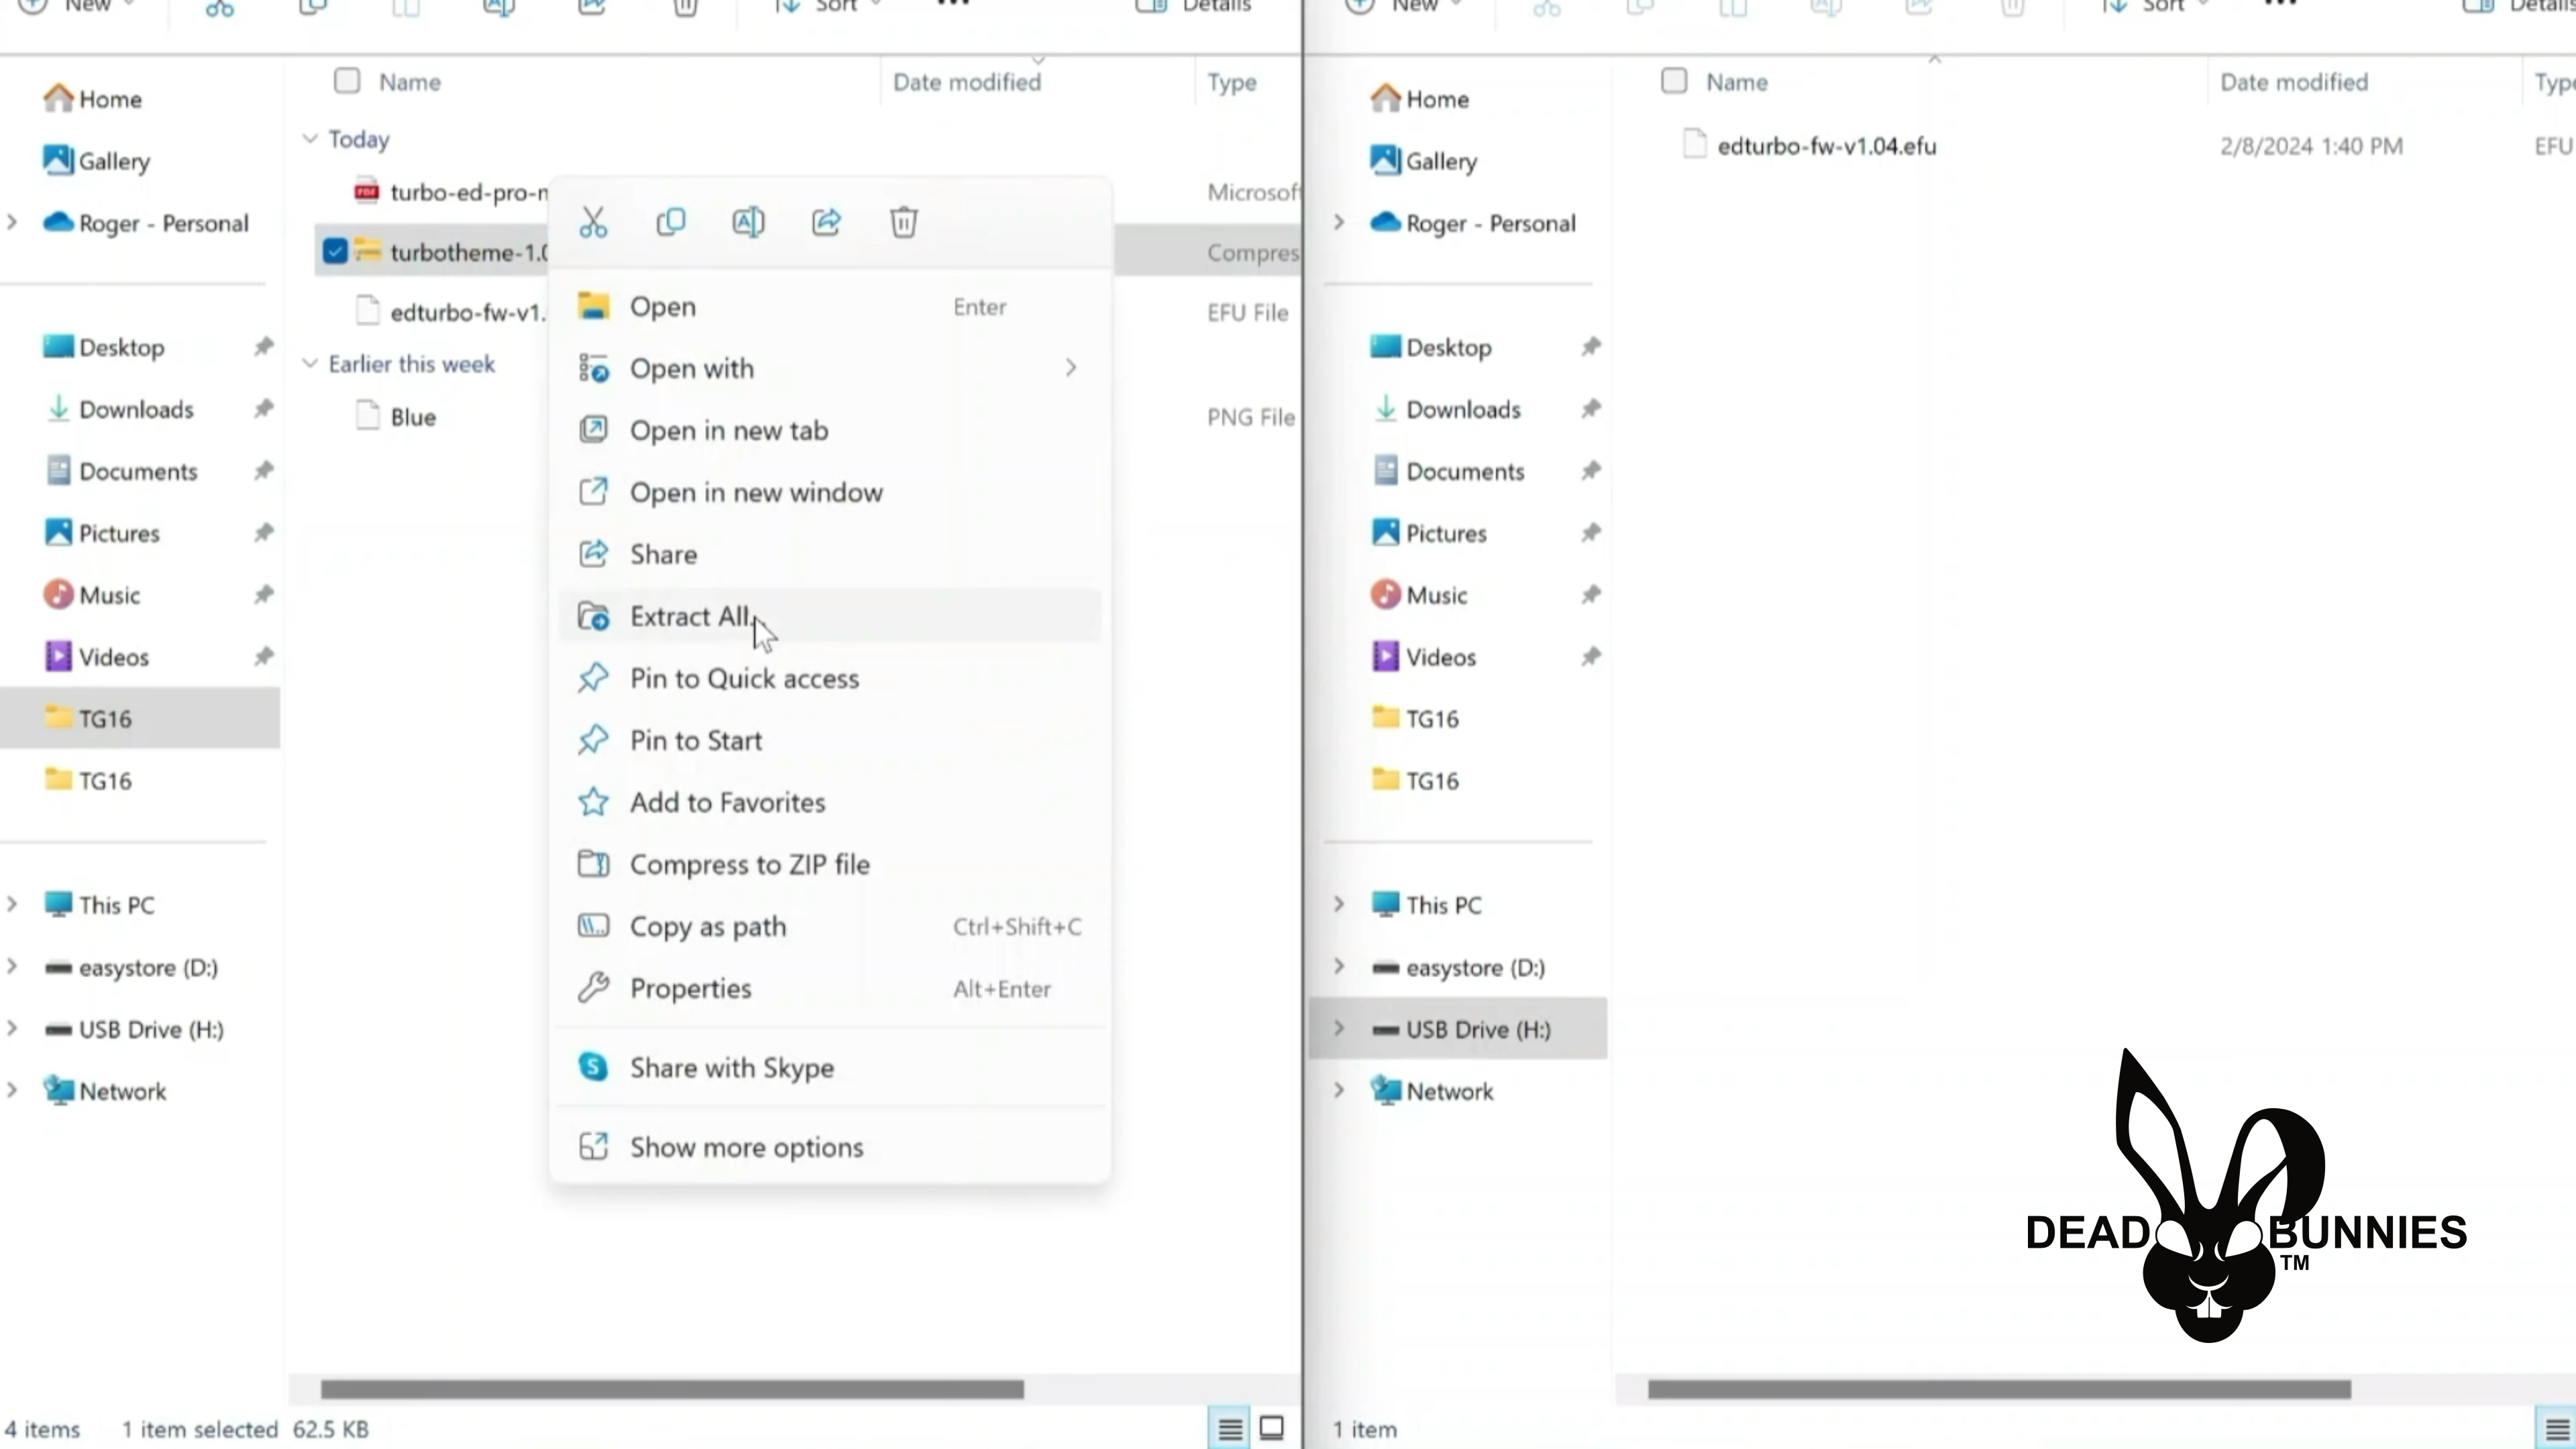 New
Sort
Details
Name
Date modified
Type
Home
Gallery
Roger - Personal
Desktop
Downloads
Documents
Pictures
Music
Videos
TG16
TG16
This PC
easystore (D:)
USB Drive (H:)
Network
Today
turbo-ed-pro-m
Microsoft
turbotheme-1.0
Compres
edturbo-fw-v1.
EFU File
Earlier this week
Blue
PNG File
Open Enter
Open with
Open in new tab
Open in new window
Share
Extract All...
Pin to Quick access
Pin to Start
Add to Favorites
Compress to ZIP file
Copy as path Ctrl+Shift+C
Properties Alt+Enter
Share with Skype
Show more options
4 items 1 item selected 62.5 KB
New
Sort
Details
Name
Date modified
Type
Home
Gallery
Roger - Personal
Desktop
Downloads
Documents
Pictures
Music
Videos
TG16
TG16
This PC
easystore (D:)
USB Drive (H:)
Network
edturbo-fw-v1.04.efu 2/8/2024 1:40 PM EFU
DEAD BUNNIES
TM
1 item